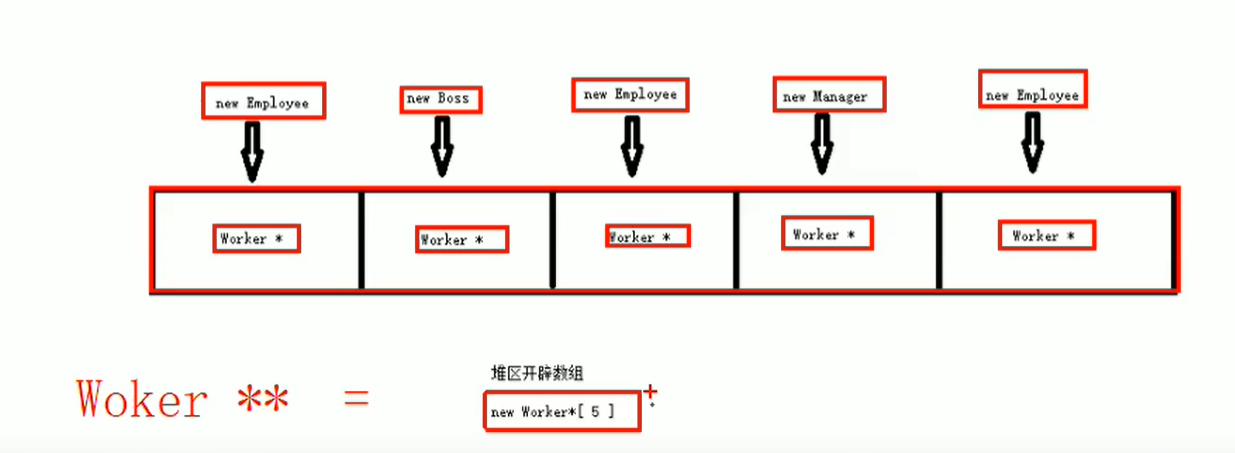 new Employee
new Boss
new Employee
new Manager
new Employee
Worker *
Worker *
Worker *
Worker *
Worker *
堆区开辟数组
Woker ** =
new Worker*[ 5 ]